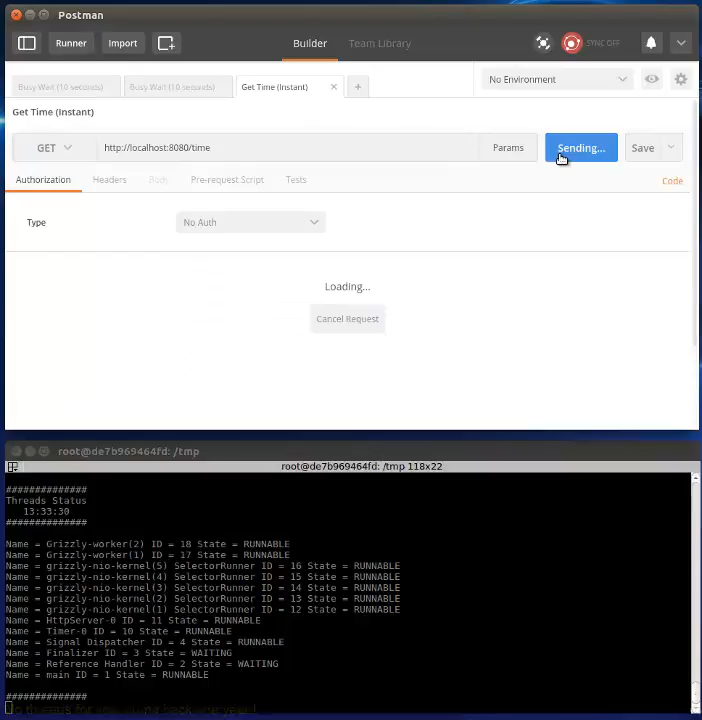 Postman
Runner
Import
Builder
Team Library
SYNC OFF
Busy Wait (10 seconds)
Busy Wait (10 seconds)
Get Time (Instant)
No Environment
Get Time (Instant)
GET
http://localhost:8080/time
Params
Sending...
Save
Authorization
Headers
Body
Pre-request Script
Tests
Code
Type
No Auth
Loading...
Cancel Request
root@de7b969464fd: /tmp
root@de7b969464fd: /tmp 118x22
##############
Threads Status
13:33:30
##############
Name = Grizzly-worker(2) ID = 18 State = RUNNABLE
Name = Grizzly-worker(1) ID = 17 State = RUNNABLE
Name = grizzly-nio-kernel(5) SelectorRunner ID = 16 State = RUNNABLE
Name = grizzly-nio-kernel(4) SelectorRunner ID = 15 State = RUNNABLE
Name = grizzly-nio-kernel(3) SelectorRunner ID = 14 State = RUNNABLE
Name = grizzly-nio-kernel(2) SelectorRunner ID = 13 State = RUNNABLE
Name = grizzly-nio-kernel(1) SelectorRunner ID = 12 State = RUNNABLE
Name = HttpServer-0 ID = 11 State = RUNNABLE
Name = Timer-0 ID = 10 State = RUNNABLE
Name = Signal Dispatcher ID = 4 State = RUNNABLE
Name = Finalizer ID = 3 State = WAITING
Name = Reference Handler ID = 2 State = WAITING
Name = main ID = 1 State = RUNNABLE
##############